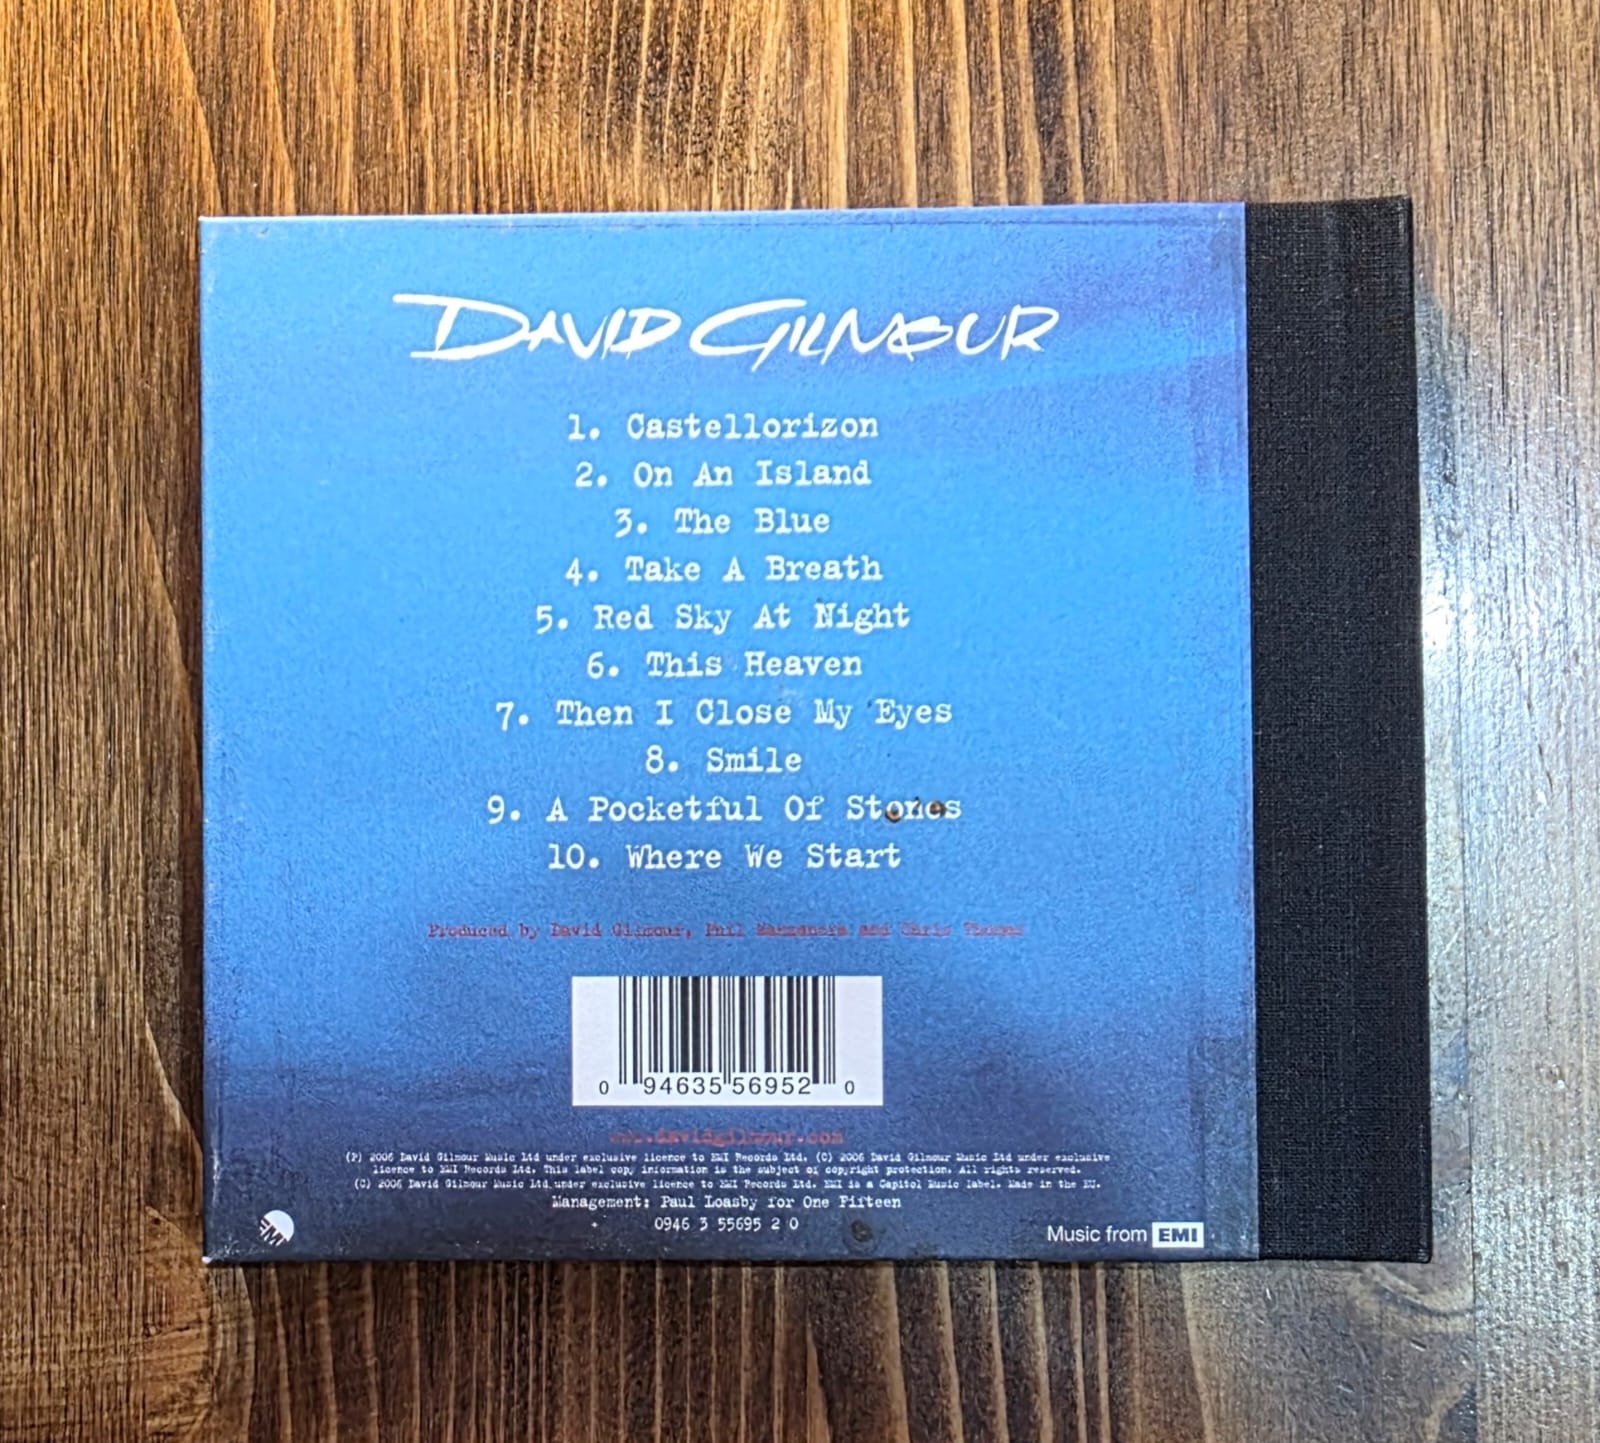 DAVID GILMOUR
1. Castellorizon
2. On An Island
3. The Blue
4. Take A Breath
5. Red Sky At Night
6. This Heaven
7. Then I Close My Eyes
8. Smile
9. A Pocketful Of Stones
10. Where We Start
Produced by David Gilmour, Phil Manzanera and Chris Thomas
0 94635 56952 0
www.davidgilmour.com
(P) 2006 David Gilmour Music Ltd under exclusive licence to EMI Records Ltd. (C) 2006 David Gilmour Music Ltd under exclusive
licence to EMI Records Ltd. This label copy information is the subject of copyright protection. All rights reserved.
(C) 2006 David Gilmour Music Ltd under exclusive licence to EMI Records Ltd. EMI is a Capitol Music label. Made in the EU.
Management: Paul Loasby for One Fifteen
0946 3 55695 2 0
EMI
Music from EMI